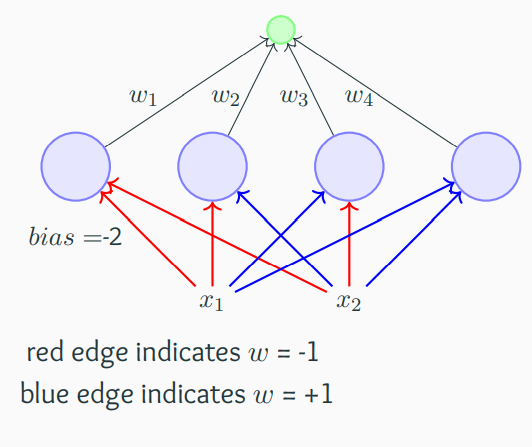 w₁ w₂ w₃ w₄
bias =-2
x₁ x₂
red edge indicates w = -1
blue edge indicates w = +1